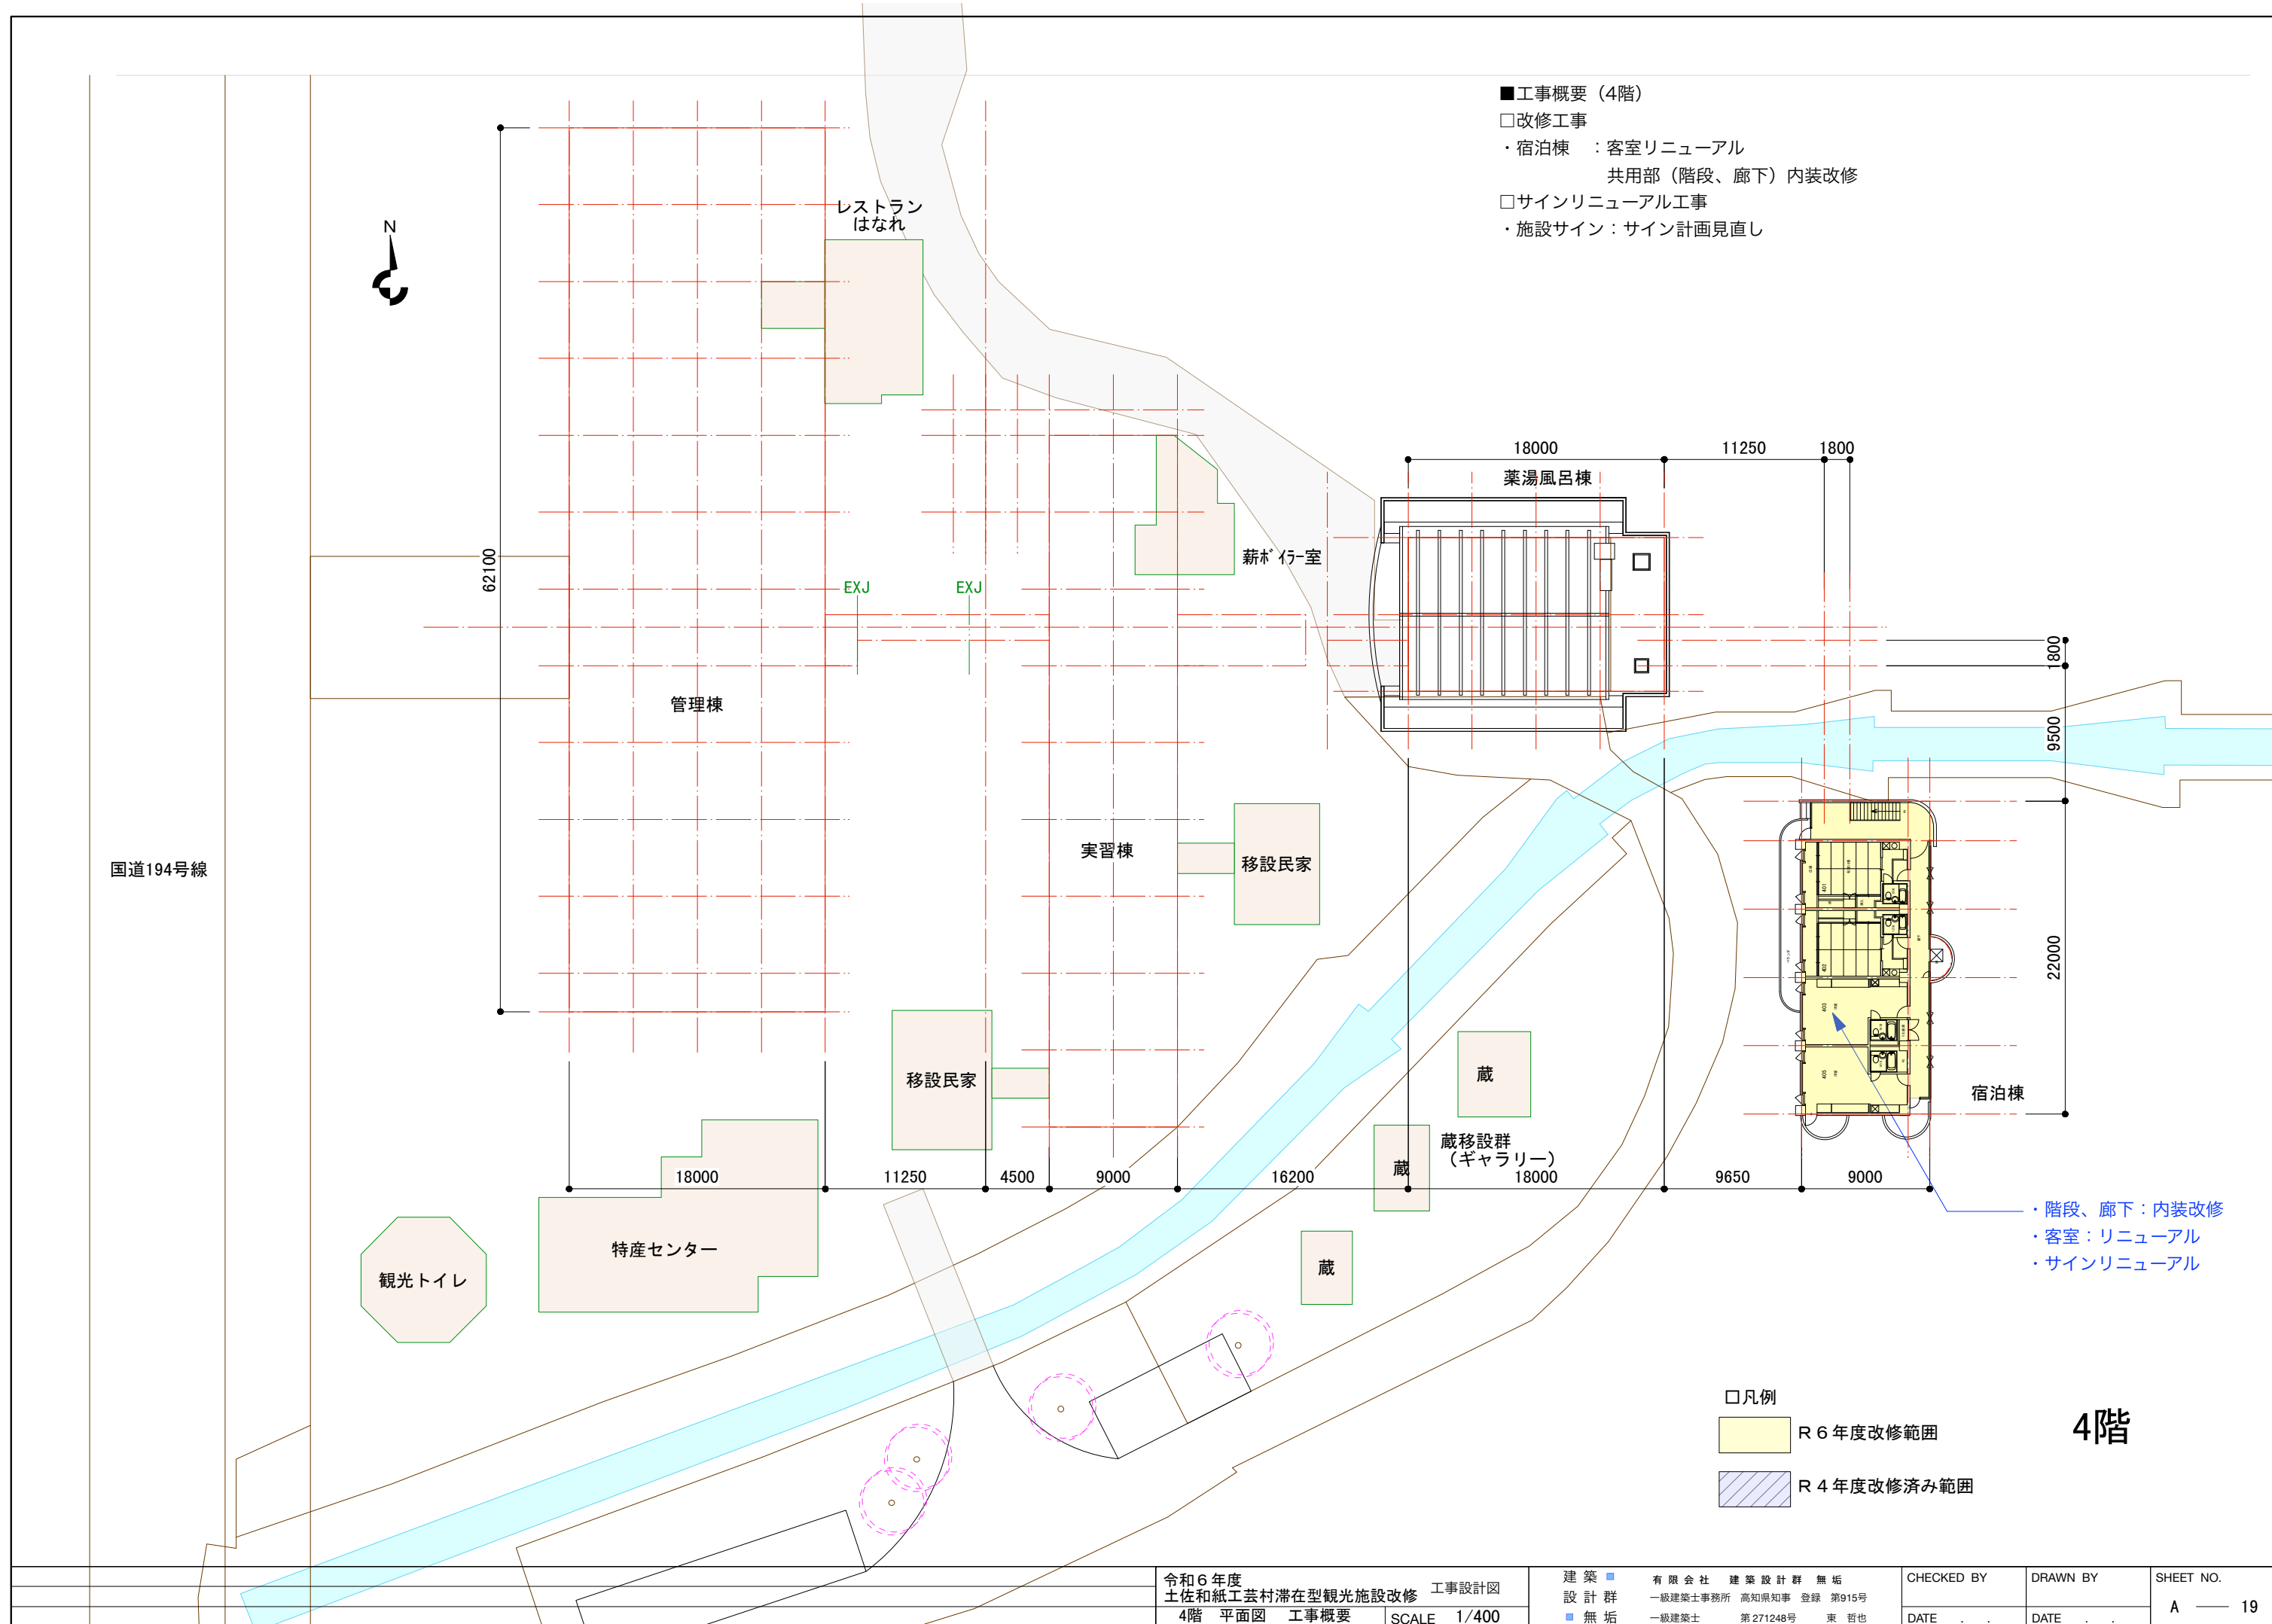 ■工事概要（4階）
□改修工事
・宿泊棟　：客室リニューアル
共用部（階段、廊下）内装改修
□サインリニューアル工事
・施設サイン：サイン計画見直し
N
レストラン
はなれ
62100
18000
11250
1800
薬湯風呂棟
薪ﾎﾞｲﾗｰ室
EXJ
EXJ
管理棟
1800
9500
22000
実習棟
移設民家
国道194号線
401
402
403
405
移設民家
蔵
宿泊棟
蔵移設群
（ギャラリー）
蔵
18000
11250
4500
9000
16200
18000
9650
9000
・階段、廊下：内装改修
・客室：リニューアル
・サインリニューアル
特産センター
観光トイレ
蔵
□凡例
Ｒ６年度改修範囲
Ｒ４年度改修済み範囲
4階
令和６年度
土佐和紙工芸村滞在型観光施設改修　工事設計図
4階　平面図　工事概要
SCALE 1/400
建築
設計群
無垢
有限会社　建築設計群　無垢
一級建築士事務所　高知県知事　登録　第915号
一級建築士　第271248号　東　哲也
CHECKED BY
DATE . .
DRAWN BY
DATE . .
SHEET NO.
A — 19